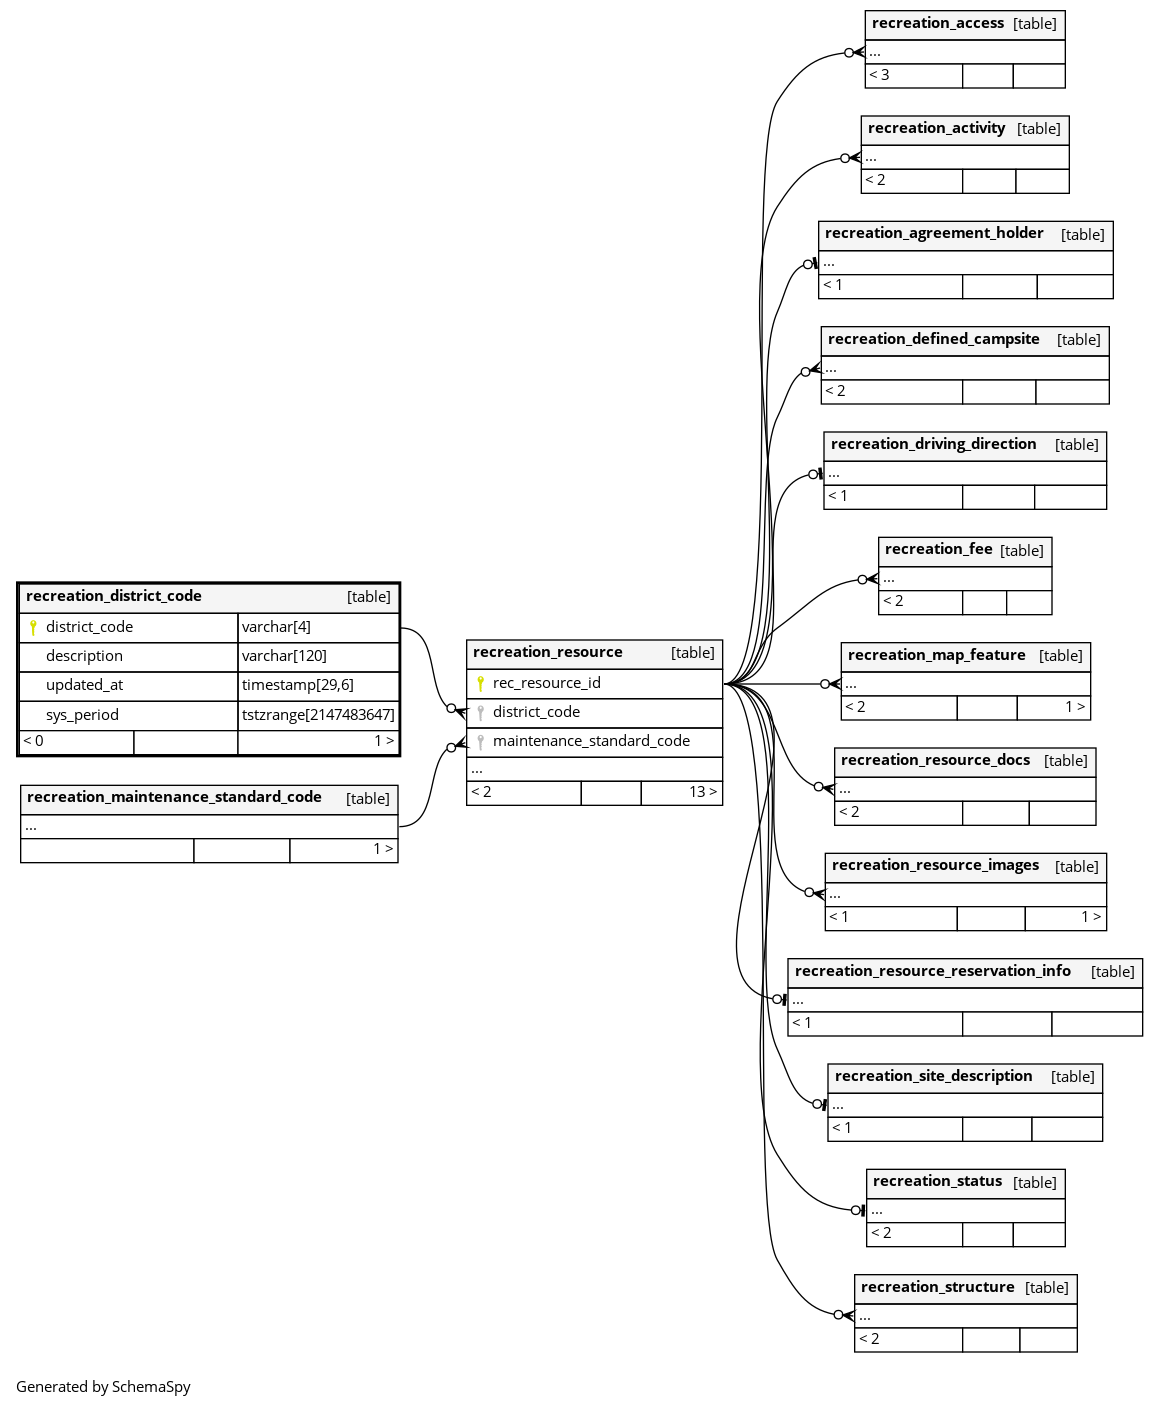 recreation_access [table]
...
< 3
recreation_activity [table]
...
< 2
recreation_agreement_holder [table]
...
< 1
recreation_defined_campsite [table]
...
< 2
recreation_driving_direction [table]
...
< 1
recreation_fee [table]
...
< 2
recreation_district_code [table]
district_code varchar[4]
description varchar[120]
updated_at timestamp[29,6]
sys_period tstzrange[2147483647]
< 0 1 >
recreation_maintenance_standard_code [table]
...
1 >
recreation_resource [table]
rec_resource_id
district_code
maintenance_standard_code
...
< 2 13 >
recreation_map_feature [table]
...
< 2 1 >
recreation_resource_docs [table]
...
< 2
recreation_resource_images [table]
...
< 1 1 >
recreation_resource_reservation_info [table]
...
< 1
recreation_site_description [table]
...
< 1
recreation_status [table]
...
< 2
recreation_structure [table]
...
< 2
Generated by SchemaSpy